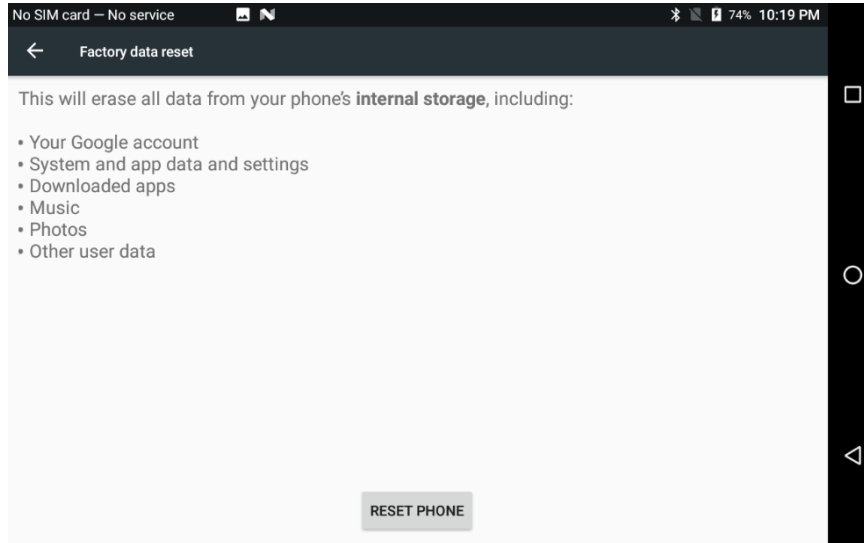 No SIM card — No service 74% 10:19 PM
Factory data reset
This will erase all data from your phone's internal storage, including:
• Your Google account
• System and app data and settings
• Downloaded apps
• Music
• Photos
• Other user data
RESET PHONE